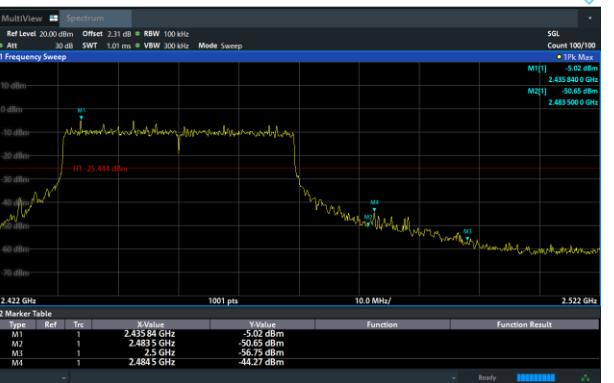 MultiView Spectrum
Ref Level 20.00 dBm Offset 2.31 dB RBW 100 kHz SGL
Att 30 dB SWT 1.01 ms VBW 300 kHz Mode Sweep Count 100/100
1 Frequency Sweep 1Pk Max
M1[1] -5.02 dBm
2.435 840 0 GHz
M2[1] -50.65 dBm
2.483 500 0 GHz
10 dBm
0 dBm
M1
-10 dBm
-20 dBm
H1 -25.444 dBm
-30 dBm
-40 dBm
M4
M2
-50 dBm
M3
-60 dBm
-70 dBm
2.422 GHz 1001 pts 10.0 MHz/ 2.522 GHz
2 Marker Table
Type Ref Trc X-Value Y-Value Function Function Result
M1 1 2.435 84 GHz -5.02 dBm
M2 1 2.483 5 GHz -50.65 dBm
M3 1 2.5 GHz -56.75 dBm
M4 1 2.484 5 GHz -44.27 dBm
Ready